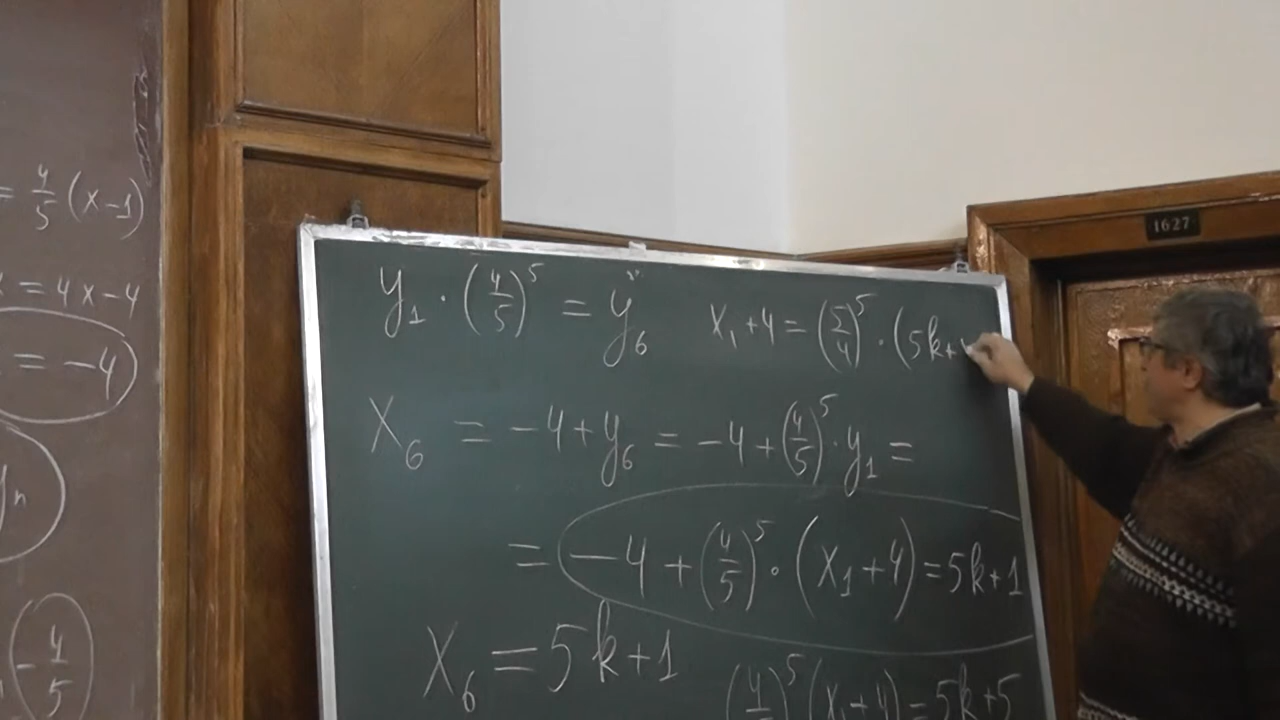 = 4/5 (x-1)
x = 4x-4
= -4
yn
- 4/5
y₁ · (4/5)⁵ = y₆
x₁+4 = (5/4)⁵ · (5k+
x₆ = -4+y₆ = -4+(4/5)⁵·y₁ =
= -4+(4/5)⁵·(x₁+4)=5k+1
x₆ = 5k+1
(4/5)⁵(x₁+4)=5k+5
1627